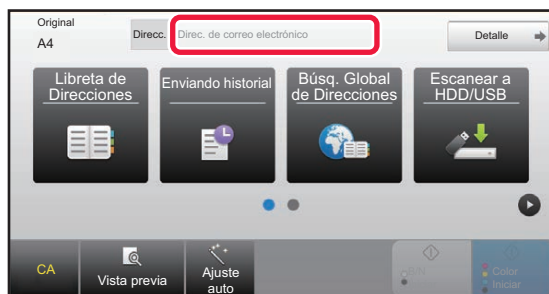 Original
A4
Direcc.
Direc. de correo electrónico
Detalle
Libreta de
Direcciones
Enviando historial
Búsq. Global
de Direcciones
Escanear a
HDD/USB
CA
Vista previa
Ajuste
auto
B/N
Iniciar
Color
Iniciar